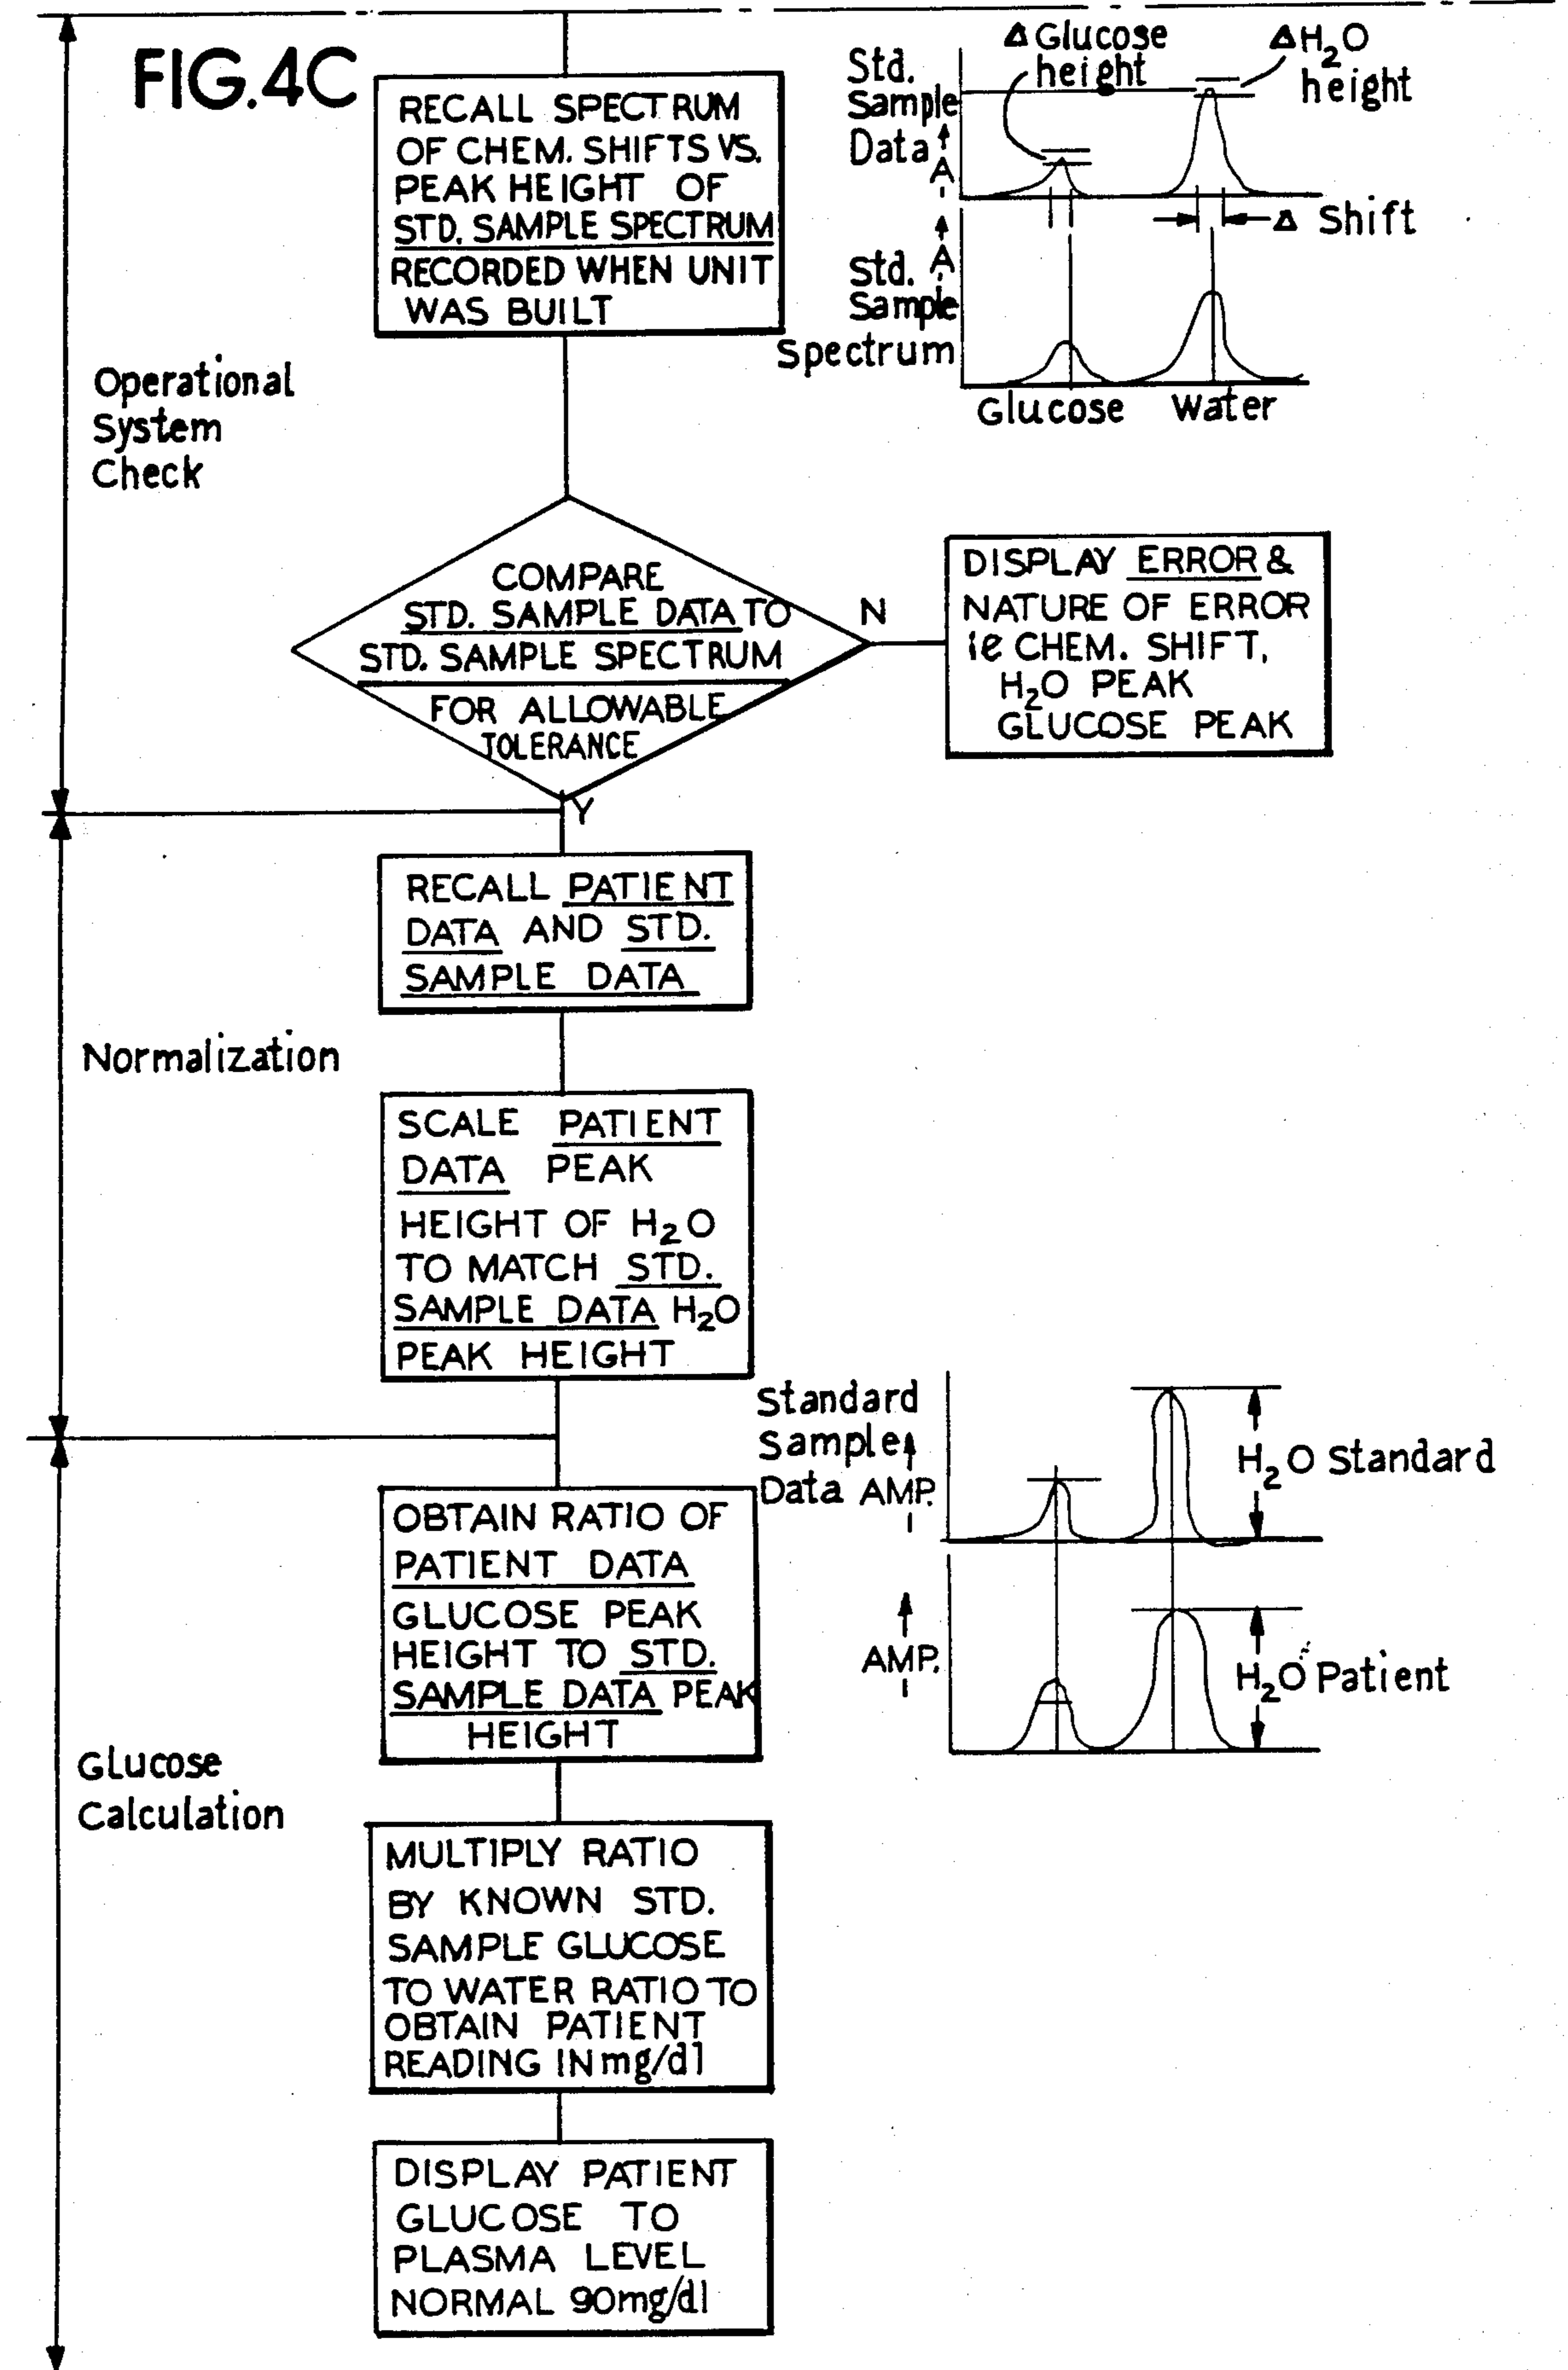 FIG.4C
RECALL SPECTRUM
OF CHEM. SHIFTS VS.
PEAK HEIGHT OF
STD. SAMPLE SPECTRUM
RECORDED WHEN UNIT
WAS BUILT
Δ Glucose
height
Δ H₂O
height
Std.
Sample
Data
A
Δ Shift
Std.
Sample
Spectrum
A
Glucose
Water
Operational
System
Check
COMPARE
STD. SAMPLE DATA TO
STD. SAMPLE SPECTRUM
FOR ALLOWABLE
TOLERANCE
N
Y
DISPLAY ERROR &
NATURE OF ERROR
ie CHEM. SHIFT,
H₂O PEAK
GLUCOSE PEAK
Normalization
RECALL PATIENT
DATA AND STD.
SAMPLE DATA
SCALE PATIENT
DATA PEAK
HEIGHT OF H₂O
TO MATCH STD.
SAMPLE DATA H₂O
PEAK HEIGHT
Glucose
Calculation
OBTAIN RATIO OF
PATIENT DATA
GLUCOSE PEAK
HEIGHT TO STD.
SAMPLE DATA PEAK
HEIGHT
Standard
Sample
Data AMP.
H₂O Standard
AMP.
H₂O Patient
MULTIPLY RATIO
BY KNOWN STD.
SAMPLE GLUCOSE
TO WATER RATIO TO
OBTAIN PATIENT
READING IN mg/dl
DISPLAY PATIENT
GLUCOSE TO
PLASMA LEVEL
NORMAL 90mg/dl